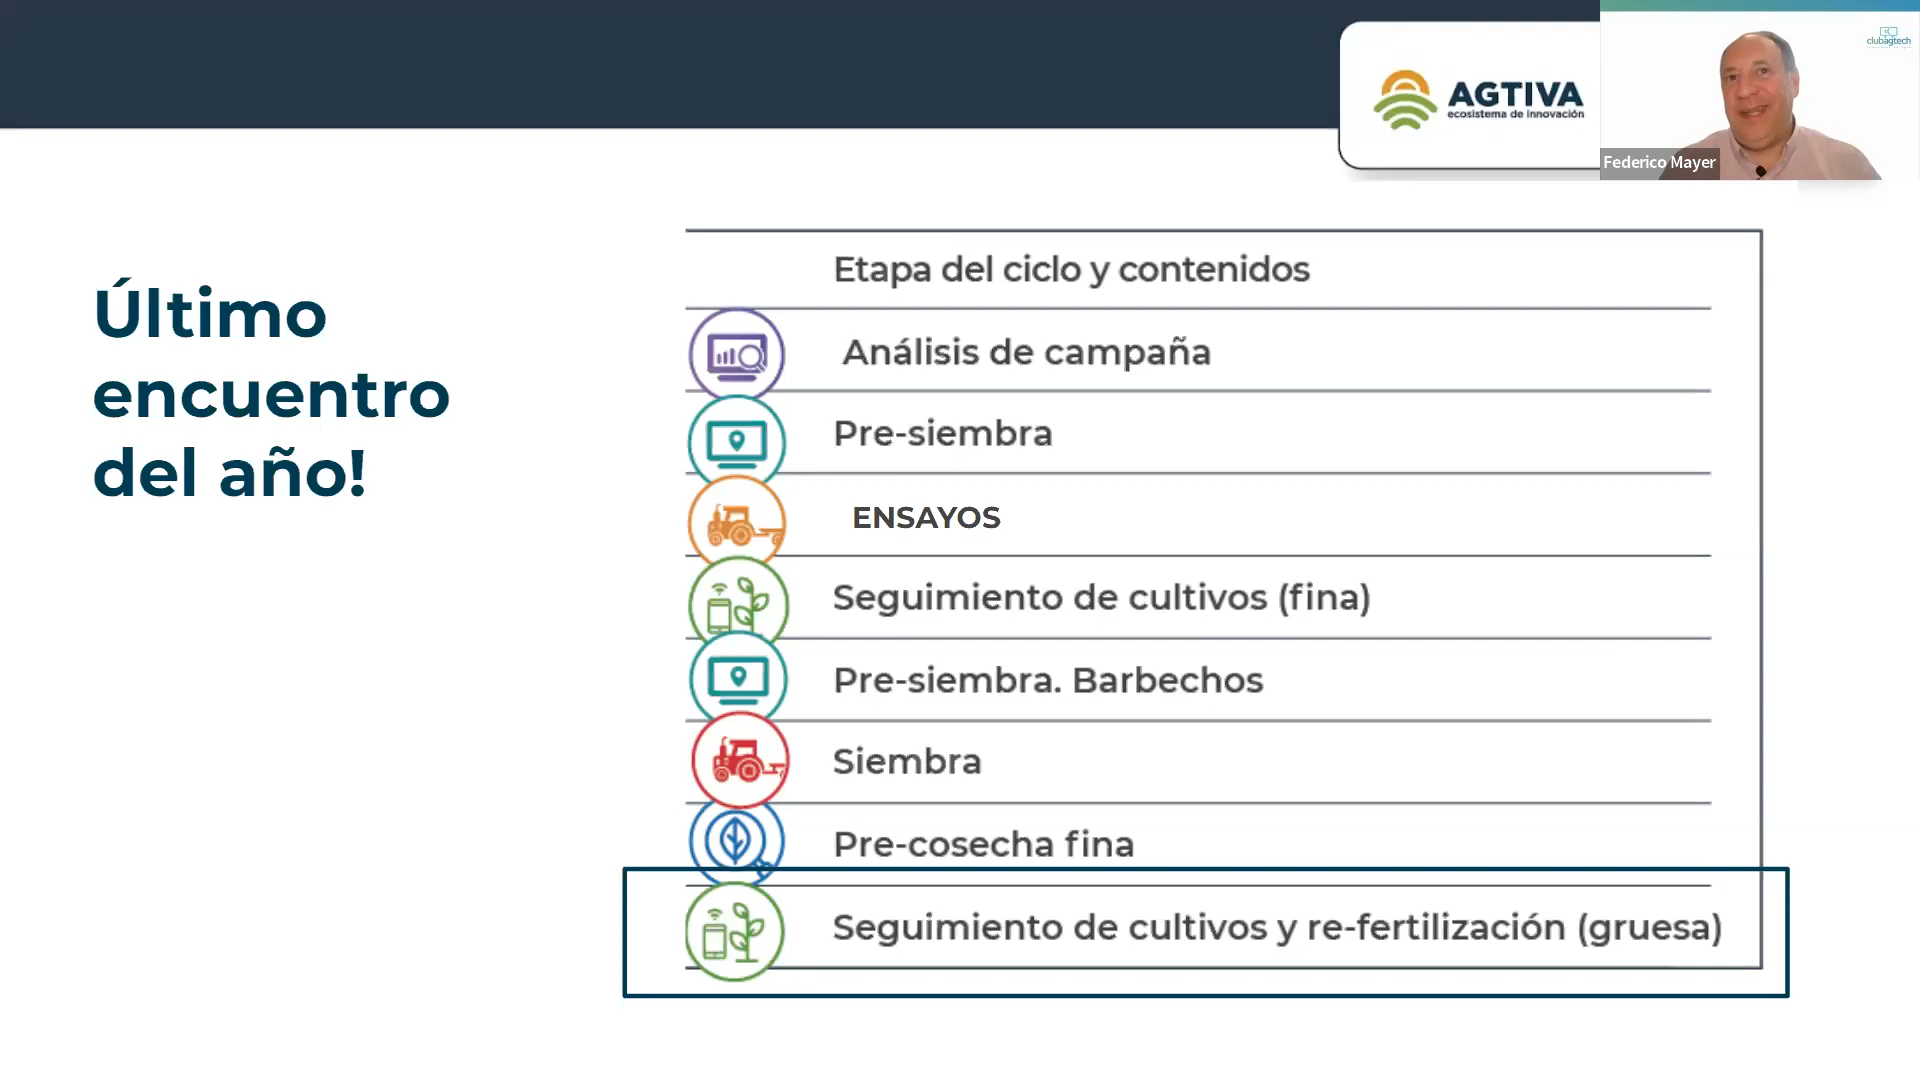 AGTIVA
ecosistema de innovación
clubagtech
Federico Mayer
Último
encuentro
del año!
Etapa del ciclo y contenidos
Análisis de campaña
Pre-siembra
ENSAYOS
Seguimiento de cultivos (fina)
Pre-siembra. Barbechos
Siembra
Pre-cosecha fina
Seguimiento de cultivos y re-fertilización (gruesa)